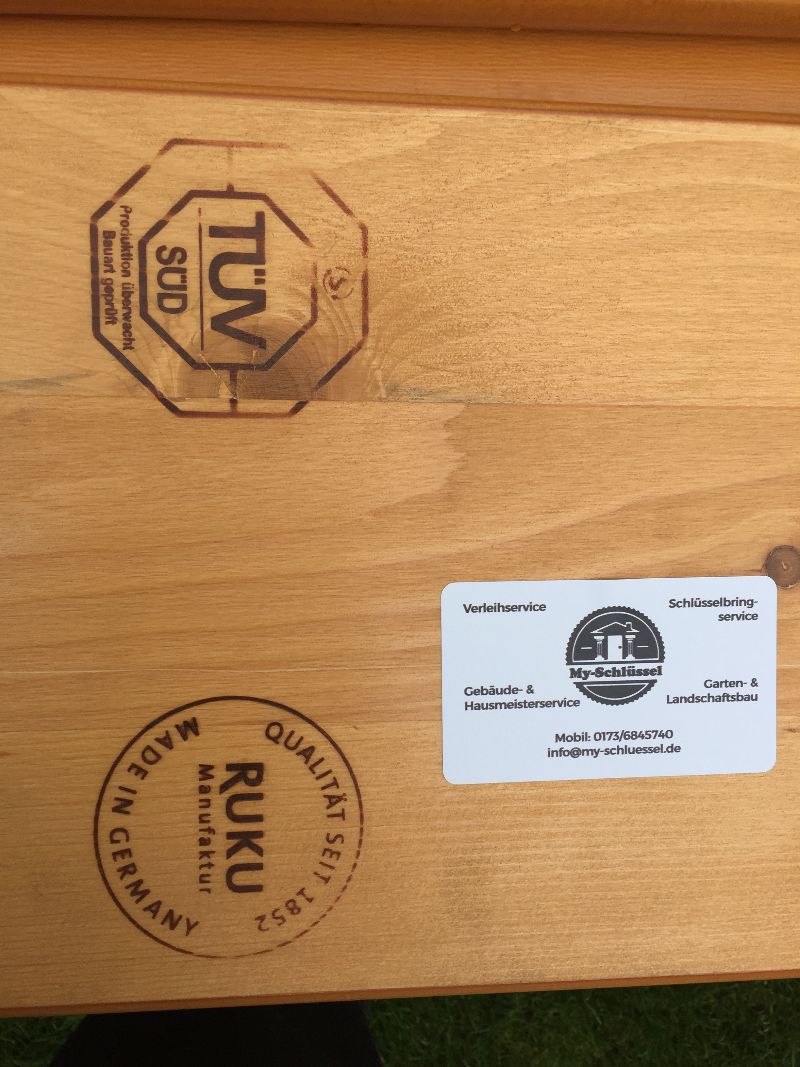 TÜV
SÜD
Produktion überwacht
Bauart geprüft
QUALITÄT SEIT 1852
RUKU
Manufaktur
MADE IN GERMANY
Verleihservice
Schlüsselbring-
service
My-Schlüssel
Gebäude- &
Hausmeisterservice
Garten- &
Landschaftsbau
Mobil: 0173/6845740
info@my-schluessel.de